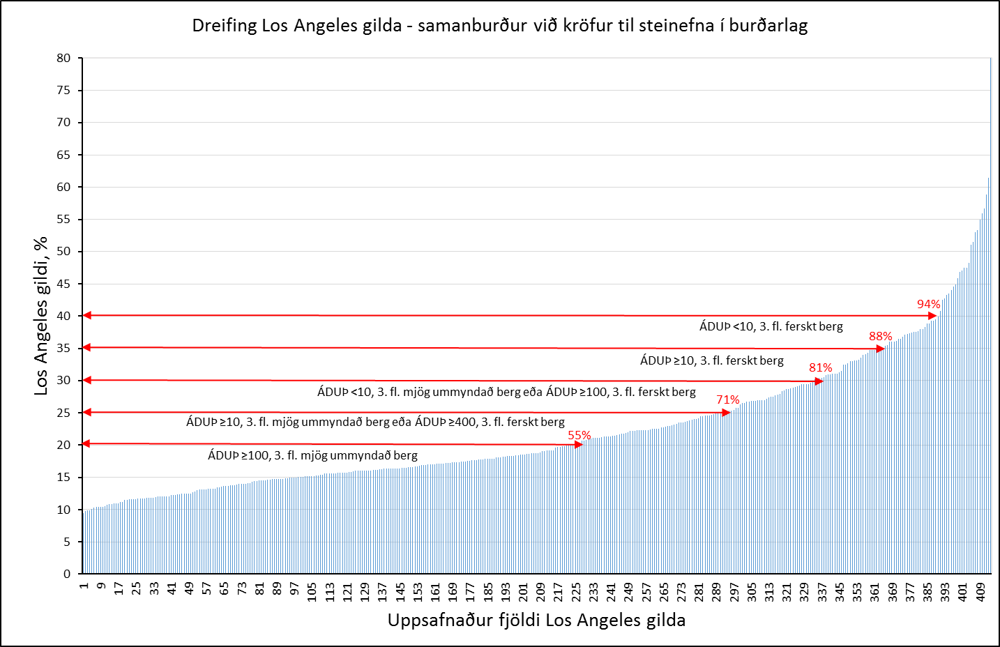 Dreifing Los Angeles gilda - samanburður við kröfur til steinefna í burðarlag
80
75
70
65
60
55
50
45
40
35
30
25
20
15
10
5
0
Los Angeles gildi, %
94%
ÁDUÞ <10, 3. fl. ferskt berg
88%
ÁDUÞ ≥10, 3. fl. ferskt berg
81%
ÁDUÞ <10, 3. fl. mjög ummyndað berg eða ÁDUÞ ≥100, 3. fl. ferskt berg
71%
ÁDUÞ ≥10, 3. fl. mjög ummyndað berg eða ÁDUÞ ≥400, 3. fl. ferskt berg
55%
ÁDUÞ ≥100, 3. fl. mjög ummyndað berg
1 9 17 25 33 41 49 57 65 73 81 89 97 105 113 121 129 137 145 153 161 169 177 185 193 201 209 217 225 233 241 249 257 265 273 281 289 297 305 313 321 329 337 345 353 361 369 377 385 393 401 409
Uppsafnaður fjöldi Los Angeles gilda